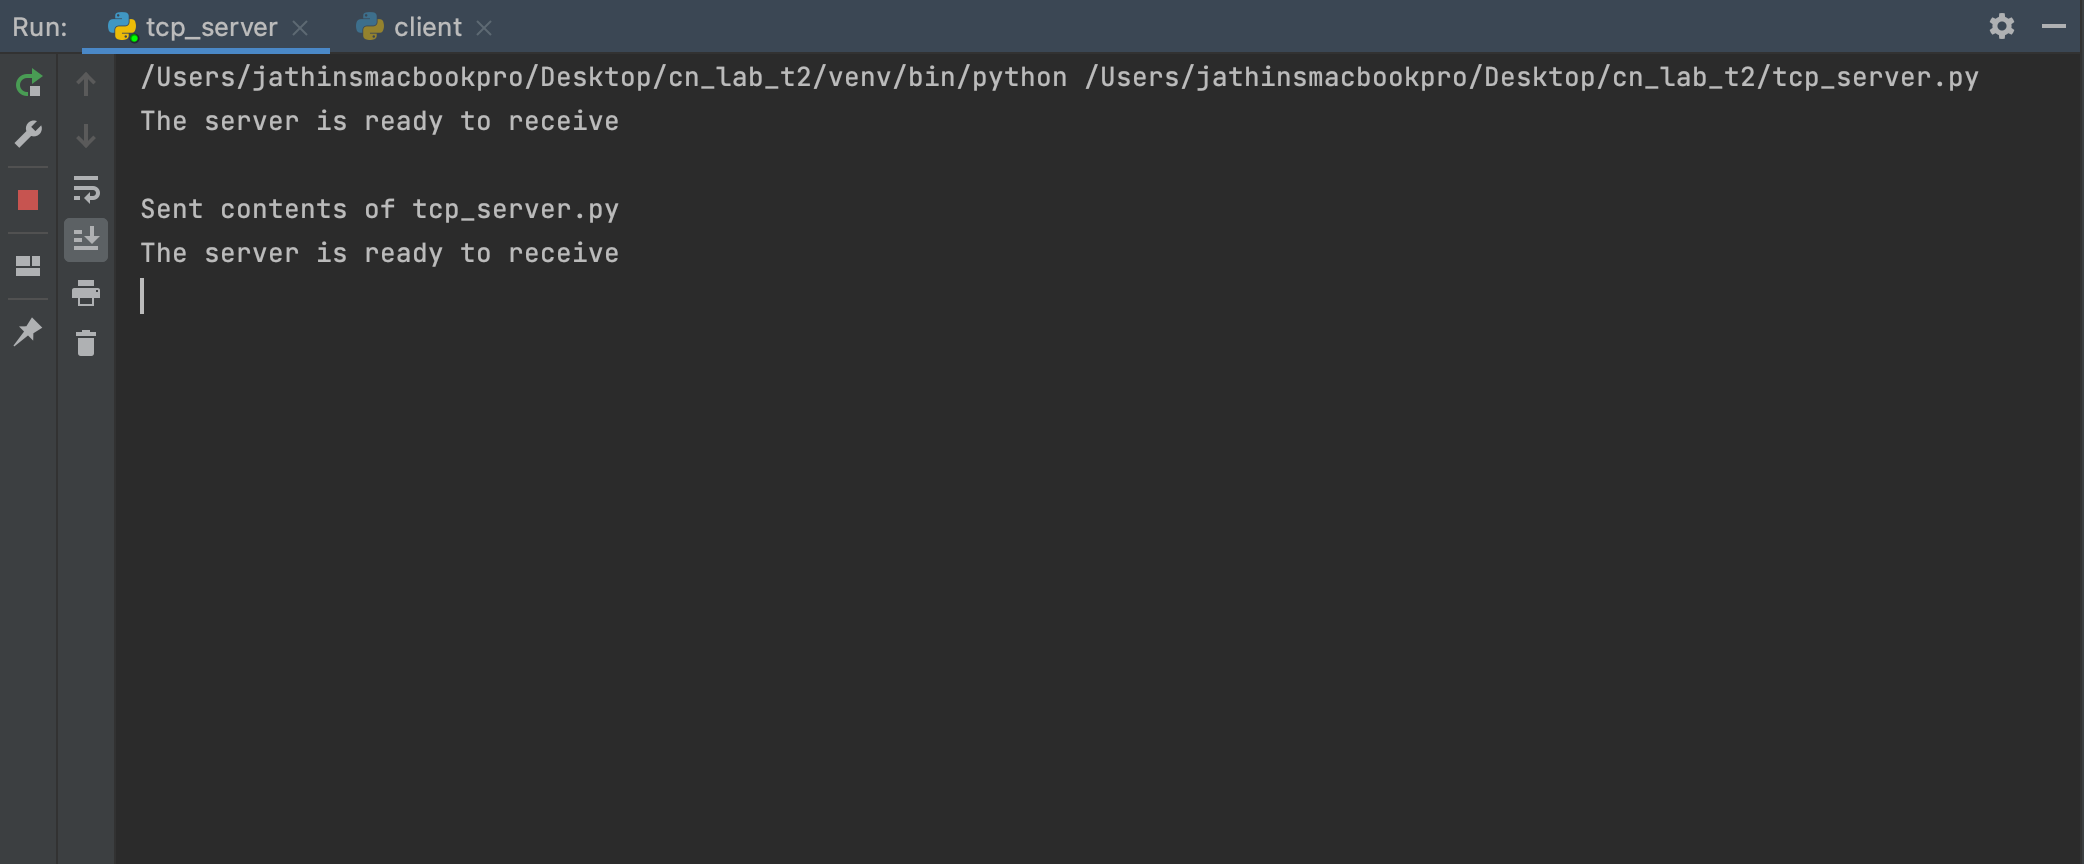 Run: tcp_server client
/Users/jathinsmacbookpro/Desktop/cn_lab_t2/venv/bin/python /Users/jathinsmacbookpro/Desktop/cn_lab_t2/tcp_server.py
The server is ready to receive
Sent contents of tcp_server.py
The server is ready to receive